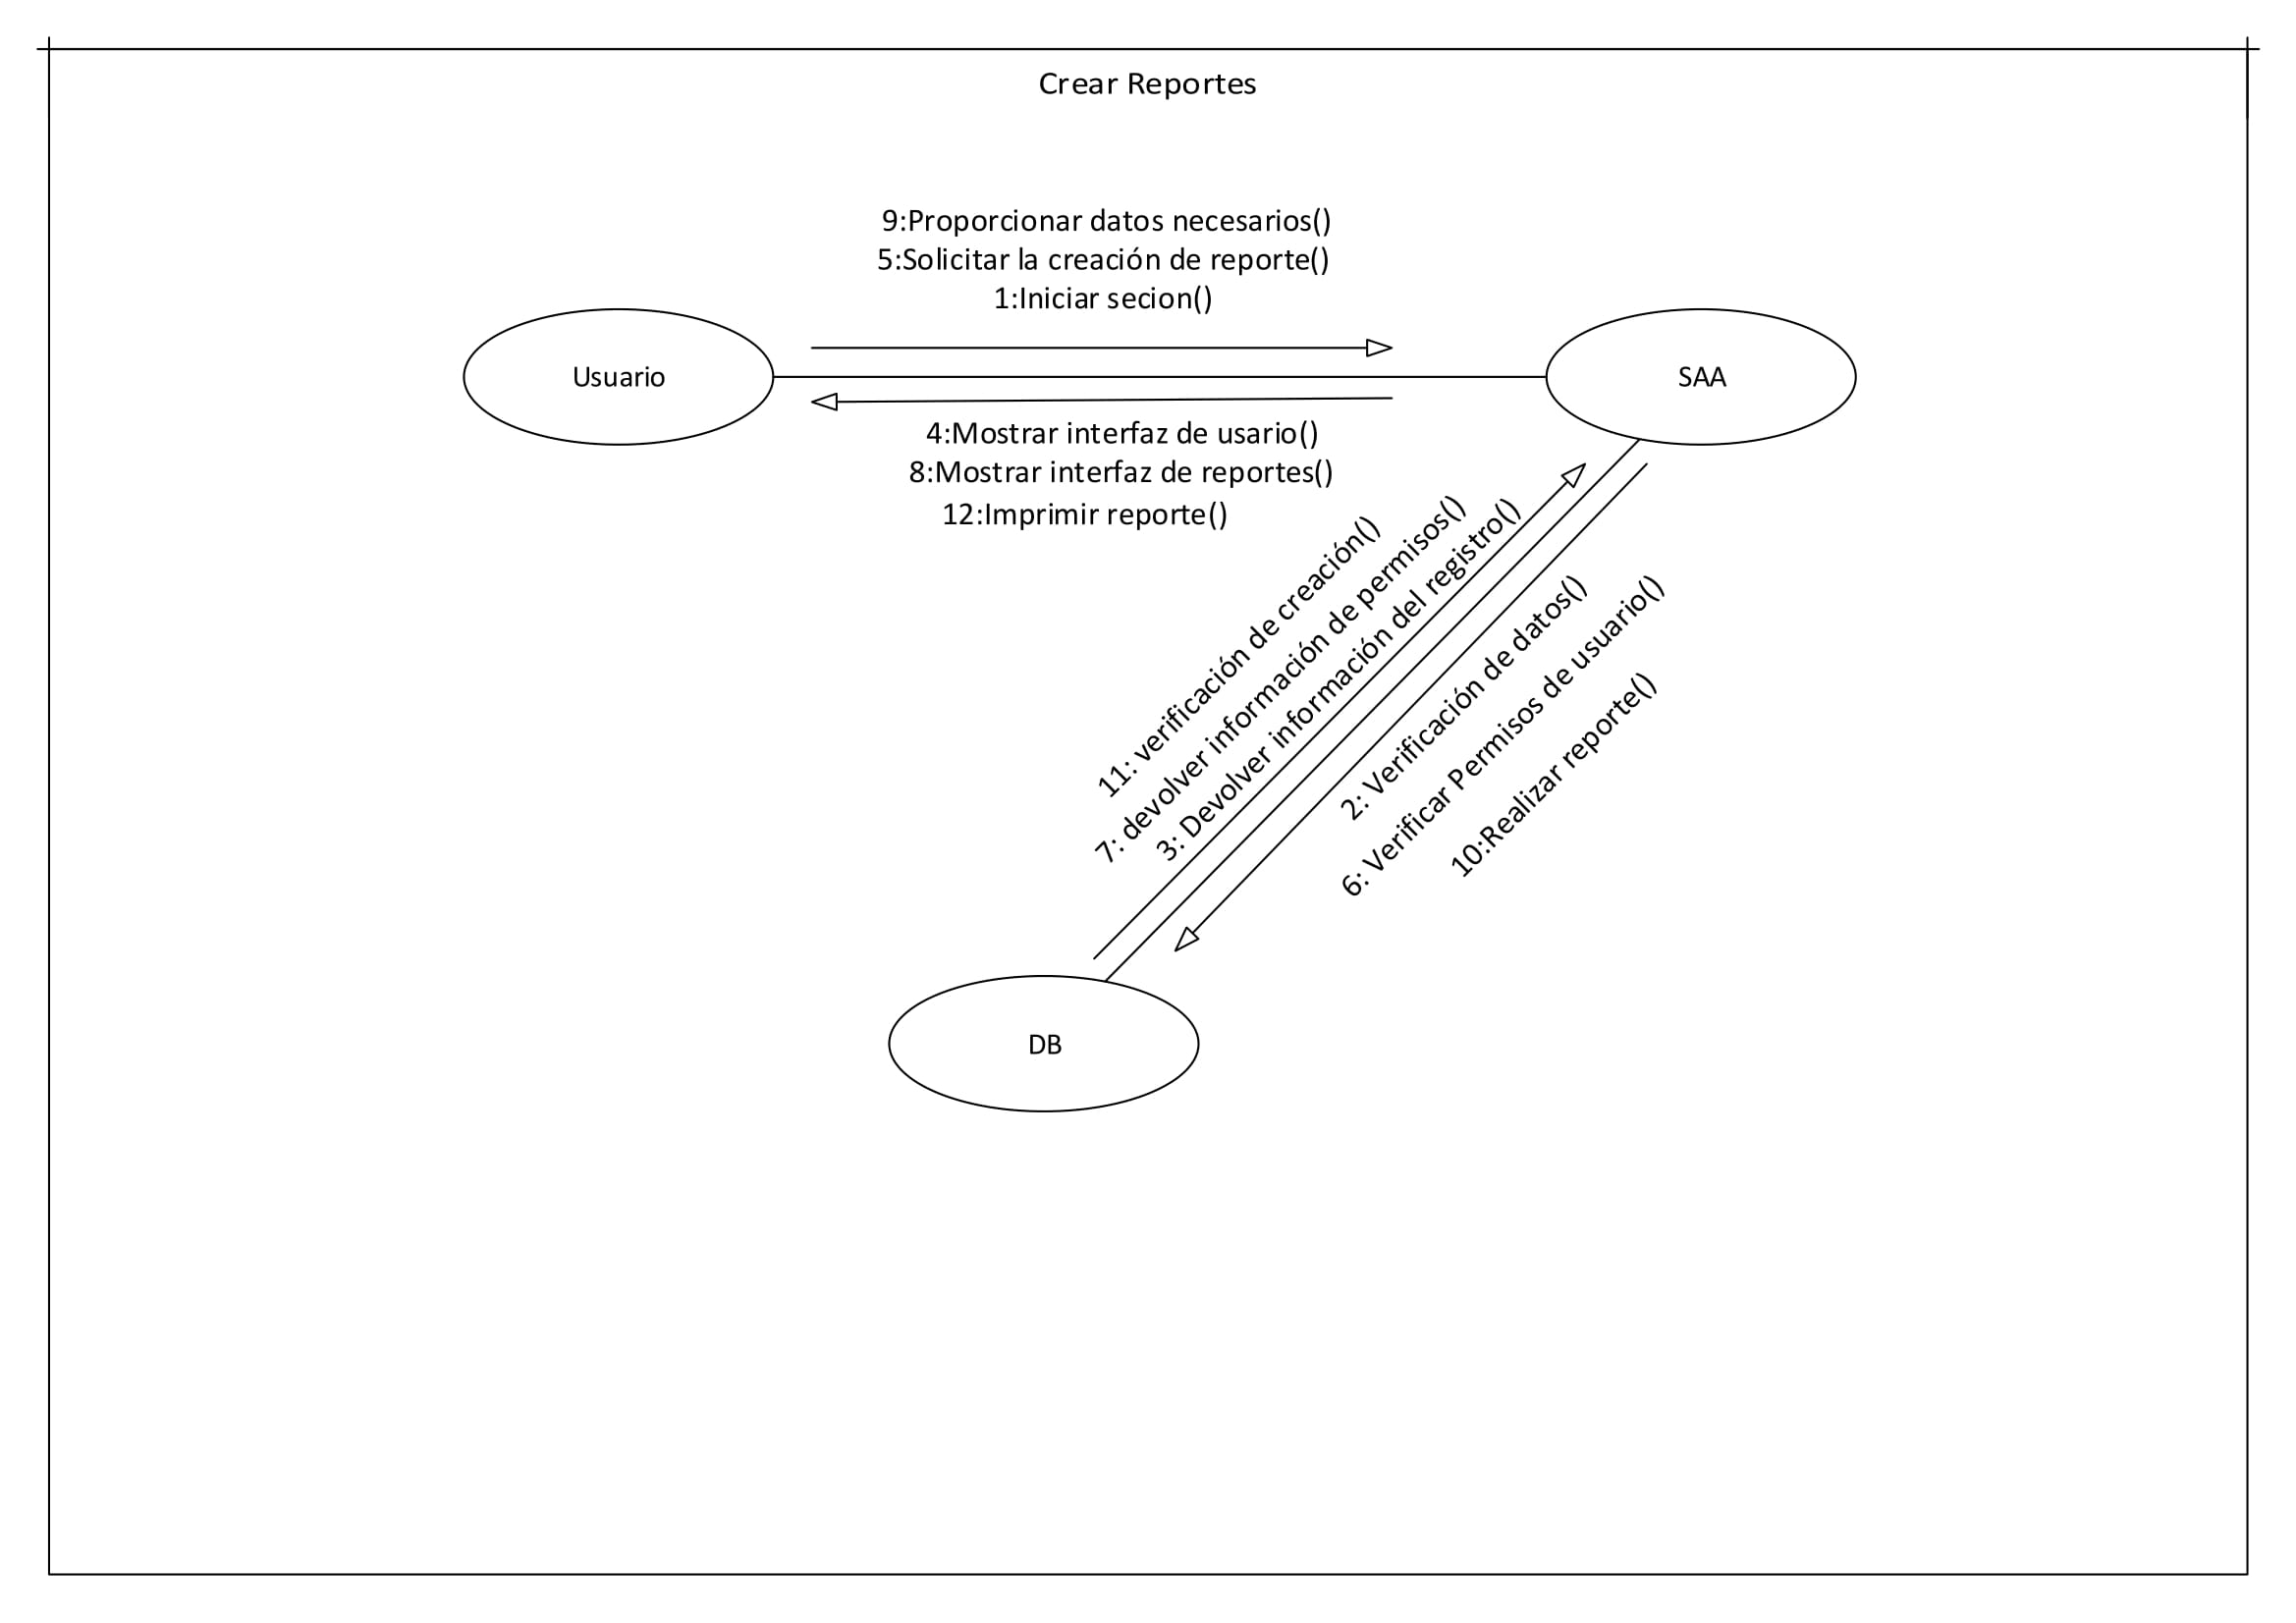 Crear Reportes
9:Proporcionar datos necesarios()
5:Solicitar la creación de reporte()
1:Iniciar secion()
Usuario
SAA
4:Mostrar interfaz de usario()
8:Mostrar interfaz de reportes()
12:Imprimir reporte()
11: verificación de creación()
7: devolver información de permisos()
3: Devolver información del registro()
2: Verificación de datos()
6: Verificar Permisos de usuario()
10:Realizar reporte()
DB